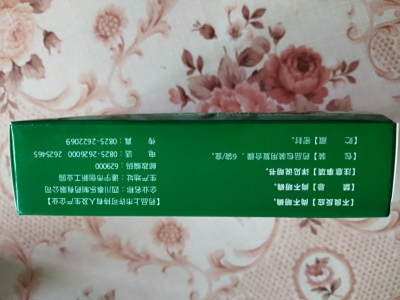 【不良反应】尚不明确。
【禁 忌】尚不明确。
【注意事项】详见说明书。
【包 装】药品包装用复合膜，6袋/盒。
【贮 藏】密封。
【药品上市许可持有人及生产企业】
企业名称：四川泰乐制药有限公司
生产地址：遂宁市创新工业园
邮政编码：629000
电 话：0825-2626000 2625465
传 真：0825-2622069